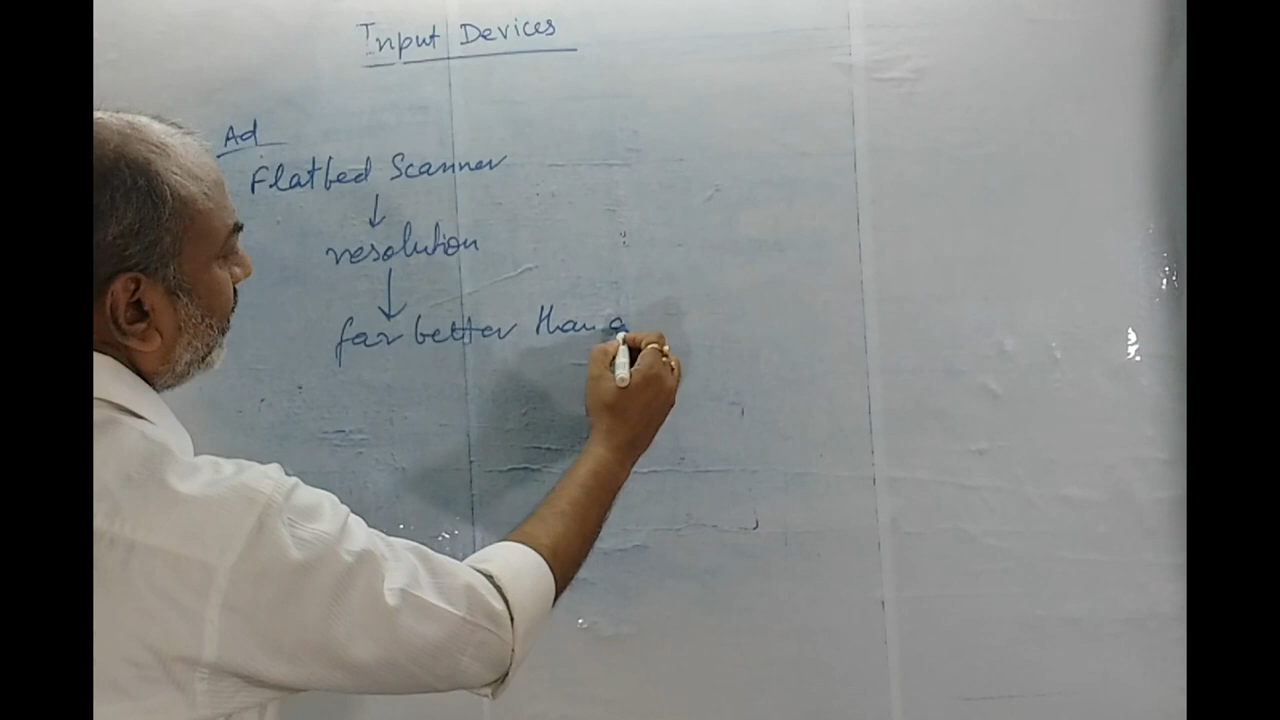 Input Devices
Ad
Flatbed Scanner
↓
resolution
↓
far better than a